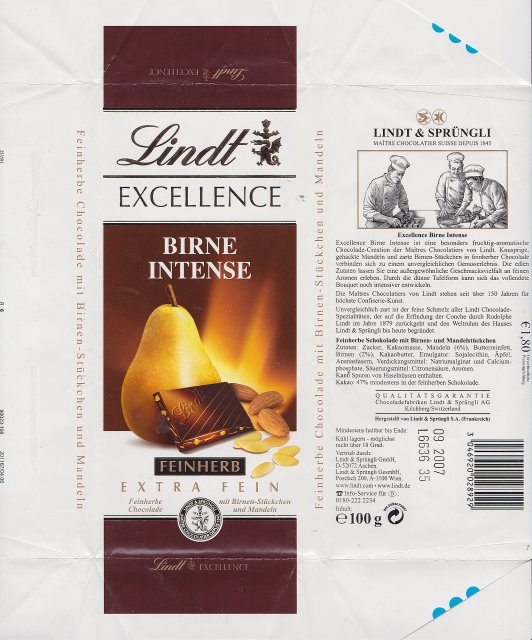 Lindt EXCELLENCE
Lindt
EXCELLENCE
BIRNE
INTENSE
Lindt
FEINHERB
EXTRA FEIN
Feinherbe
Chocolade
mit Birnen-Stückchen
und Mandeln
Lindt EXCELLENCE
Feinherbe Chocolade mit Birnen-Stückchen und Mandeln
Feinherbe Chocolade mit Birnen-Stückchen und Mandeln
LINDT & SPRÜNGLI
MAÎTRE CHOCOLATIER SUISSE DEPUIS 1845
Excellence Birne Intense
Excellence Birne Intense ist eine besonders fruchtig-aromatische
Chocolade-Creation der Maîtres Chocolatiers von Lindt. Knusprige,
gehackte Mandeln und zarte Birnen-Stückchen in feinherber Chocolade
verbinden sich zu einem unvergleichlichen Genusserlebnis. Die edlen
Zutaten lassen Sie eine außergewöhnliche Geschmacksvielfalt an feinen
Aromen erleben. Durch die dünne Tafelform kann sich das vollendete
Bouquet noch intensiver entwickeln.
Die Maîtres Chocolatiers von Lindt stehen seit über 150 Jahren für
höchste Confiserie-Kunst.
Unvergleichlich zart ist der feine Schmelz aller Lindt Chocolade-
Spezialitäten, der auf die Erfindung der Conche durch Rodolphe
Lindt im Jahre 1879 zurückgeht und den Weltruhm des Hauses
Lindt & Sprüngli bis heute begründet.
Feinherbe Schokolade mit Birnen- und Mandelstückchen
Zutaten: Zucker, Kakaomasse, Mandeln (6%), Butterreinfett,
Birnen (2%), Kakaobutter, Emulgator: Sojalecithin, Äpfel,
Ananasfasern, Verdickungsmittel: Natriumalginat und Calcium-
phosphate, Säuerungsmittel: Citronensäure, Aromen.
Kann Spuren von Haselnüssen enthalten.
Kakao: 47% mindestens in der feinherben Schokolade.
QUALITÄTSGARANTIE
Chocoladefabriken Lindt & Sprüngli AG
Kilchberg/Switzerland
Hergestellt von Lindt & Sprüngli S.A. (Frankreich)
Mindestens haltbar bis Ende:
Kühl lagern - möglichst
nicht über 18 Grad.
Vertrieb durch:
Lindt & Sprüngli GmbH,
D-52072 Aachen.
Lindt & Sprüngli GesmbH,
Postfach 200, A-1100 Wien.
www.lindt.com • www.lindt.de
Info-Service für D:
0180-222 2234
Inhalt:
e 100 g
09 2007
L6636 35
€ 1,80
3 046920 028929